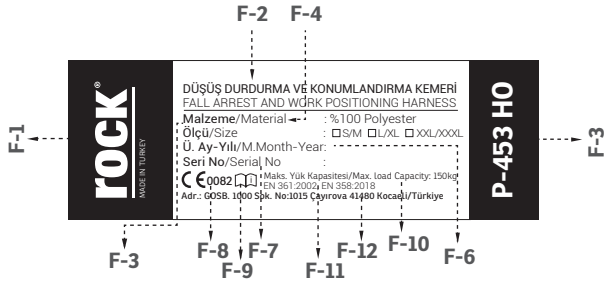 F-2
F-4
F-1
rock®
MADE IN TURKEY
DÜŞÜŞ DURDURMA VE KONUMLANDIRMA KEMERİ
FALL ARREST AND WORK POSITIONING HARNESS
Malzeme/Material : %100 Polyester
Ölçü/Size : □S/M □L/XL □XXL/XXXL
Ü. Ay-Yılı/M.Month-Year:
Seri No/Serial No :
CE 0082 Maks. Yük Kapasitesi/Max. load Capacity: 150kg
EN 361:2002, EN 358:2018
Adr.: GOSB. 1000 Sok. No:1015 Çayırova 41480 Kocaeli/Türkiye
P-453 HO
F-3
F-3
F-8
F-9
F-7
F-11
F-12
F-10
F-6